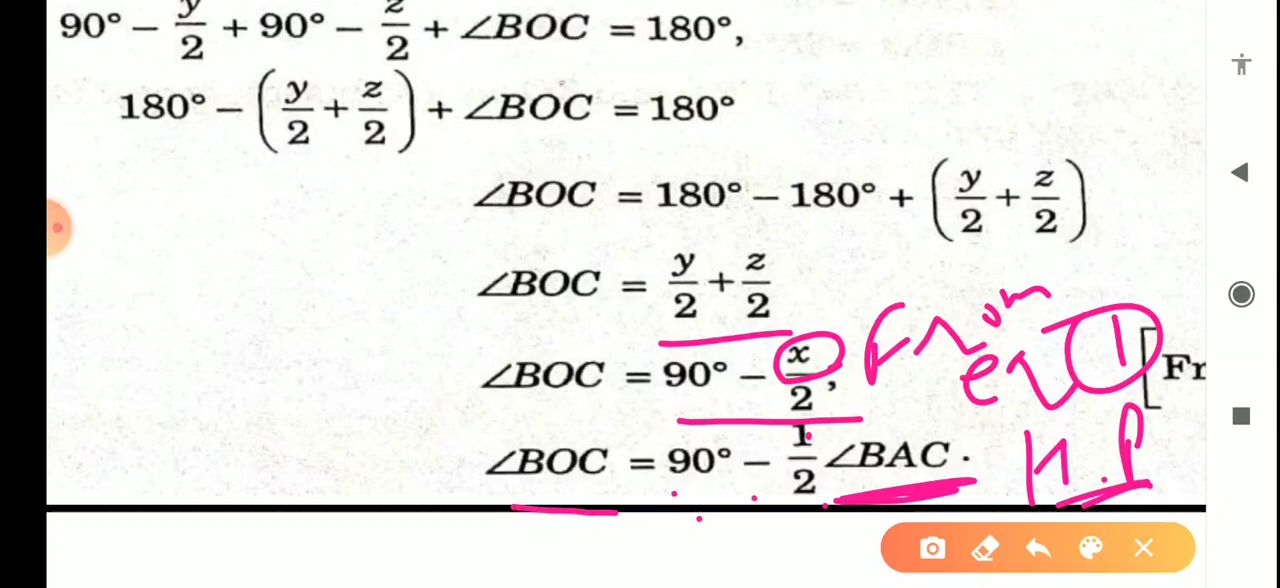 90° − y/2 + 90° − z/2 + ∠BOC = 180°,
180° − (y/2 + z/2) + ∠BOC = 180°
∠BOC = 180° − 180° + (y/2 + z/2)
∠BOC = y/2 + z/2
∠BOC = 90° − x/2, From eq 1 [Fr
∠BOC = 90° − 1/2 ∠BAC. H.P